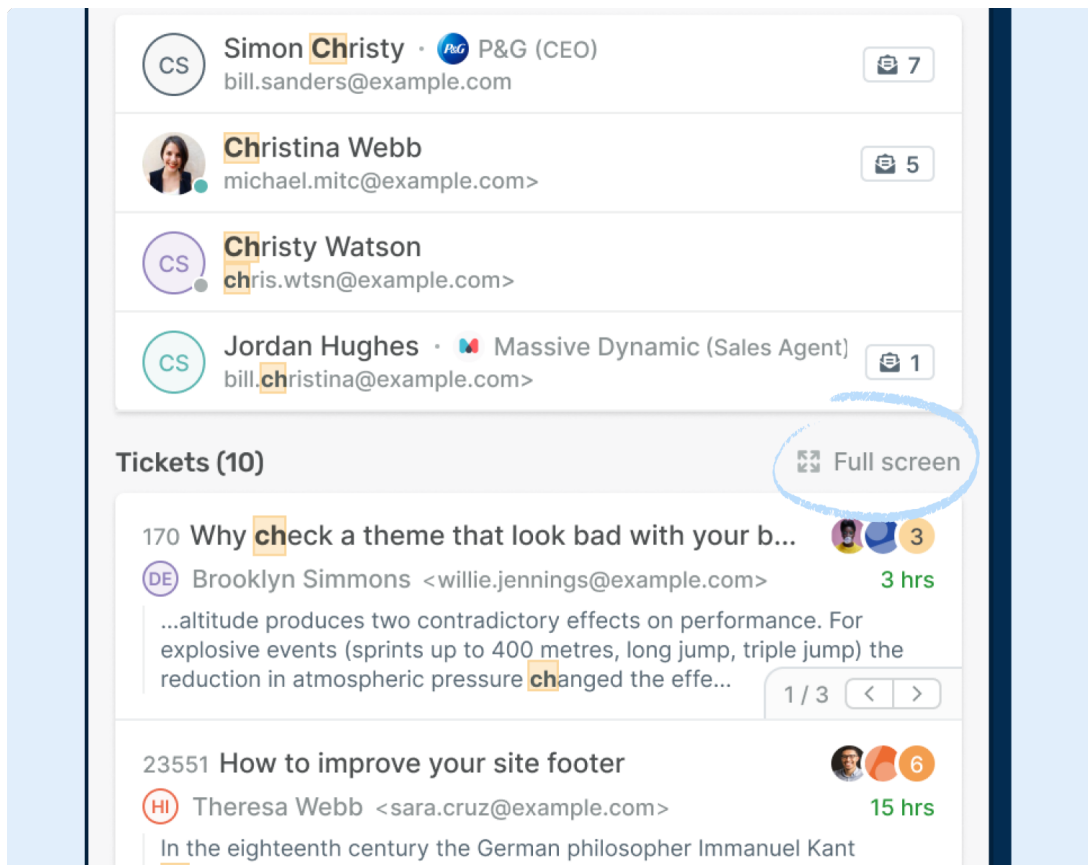 CS Simon Christy · P&G P&G (CEO) 7
bill.sanders@example.com
Christina Webb 5
michael.mitc@example.com>
CS Christy Watson
chris.wtsn@example.com>
CS Jordan Hughes · Massive Dynamic (Sales Agent) 1
bill.christina@example.com>
Tickets (10) Full screen
170 Why check a theme that look bad with your b... 3
DE Brooklyn Simmons <willie.jennings@example.com> 3 hrs
...altitude produces two contradictory effects on performance. For
explosive events (sprints up to 400 metres, long jump, triple jump) the
reduction in atmospheric pressure changed the effe...
1 / 3 < >
23551 How to improve your site footer 6
HI Theresa Webb <sara.cruz@example.com> 15 hrs
In the eighteenth century the German philosopher Immanuel Kant